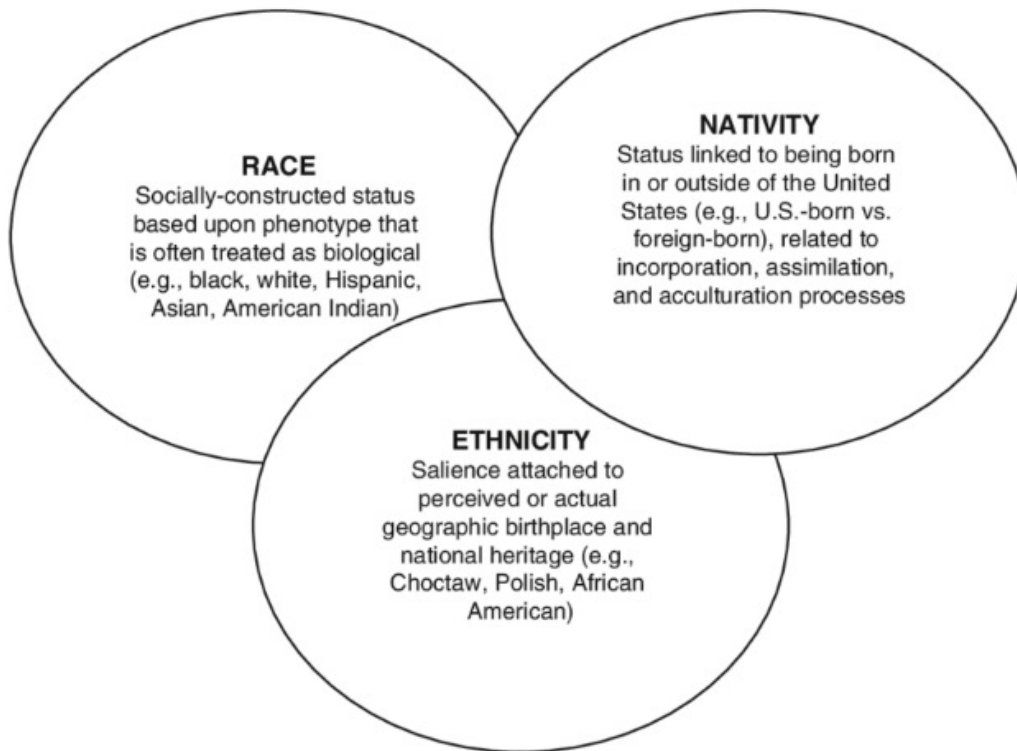 RACE
Socially-constructed status
based upon phenotype that
is often treated as biological
(e.g., black, white, Hispanic,
Asian, American Indian)
NATIVITY
Status linked to being born
in or outside of the United
States (e.g., U.S.-born vs.
foreign-born), related to
incorporation, assimilation,
and acculturation processes
ETHNICITY
Salience attached to
perceived or actual
geographic birthplace and
national heritage (e.g.,
Choctaw, Polish, African
American)